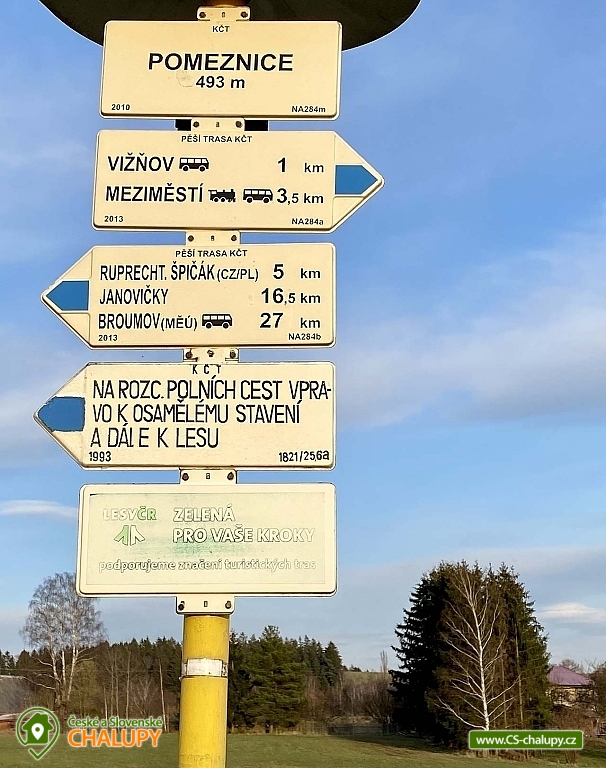 KČT
POMEZNICE
493 m
2010 NA284m
PĚŠÍ TRASA KČT
VIŽŇOV 1 km
MEZIMĚSTÍ 3,5 km
2013 NA284a
PĚŠÍ TRASA KČT
RUPRECHT. ŠPIČÁK (CZ/PL) 5 km
JANOVIČKY 16,5 km
BROUMOV (MĚÚ) 27 km
2013 NA284b
KČT
NA ROZC. POLNÍCH CEST VPRA-
VO K OSAMĚLÉMU STAVENÍ
A DÁLE K LESU
1993 1821/256a
LESYČR ZELENÁ
PRO VAŠE KROKY
podporujeme značení turistických tras
České a Slovenské
CHALUPY
www.CS-chalupy.cz